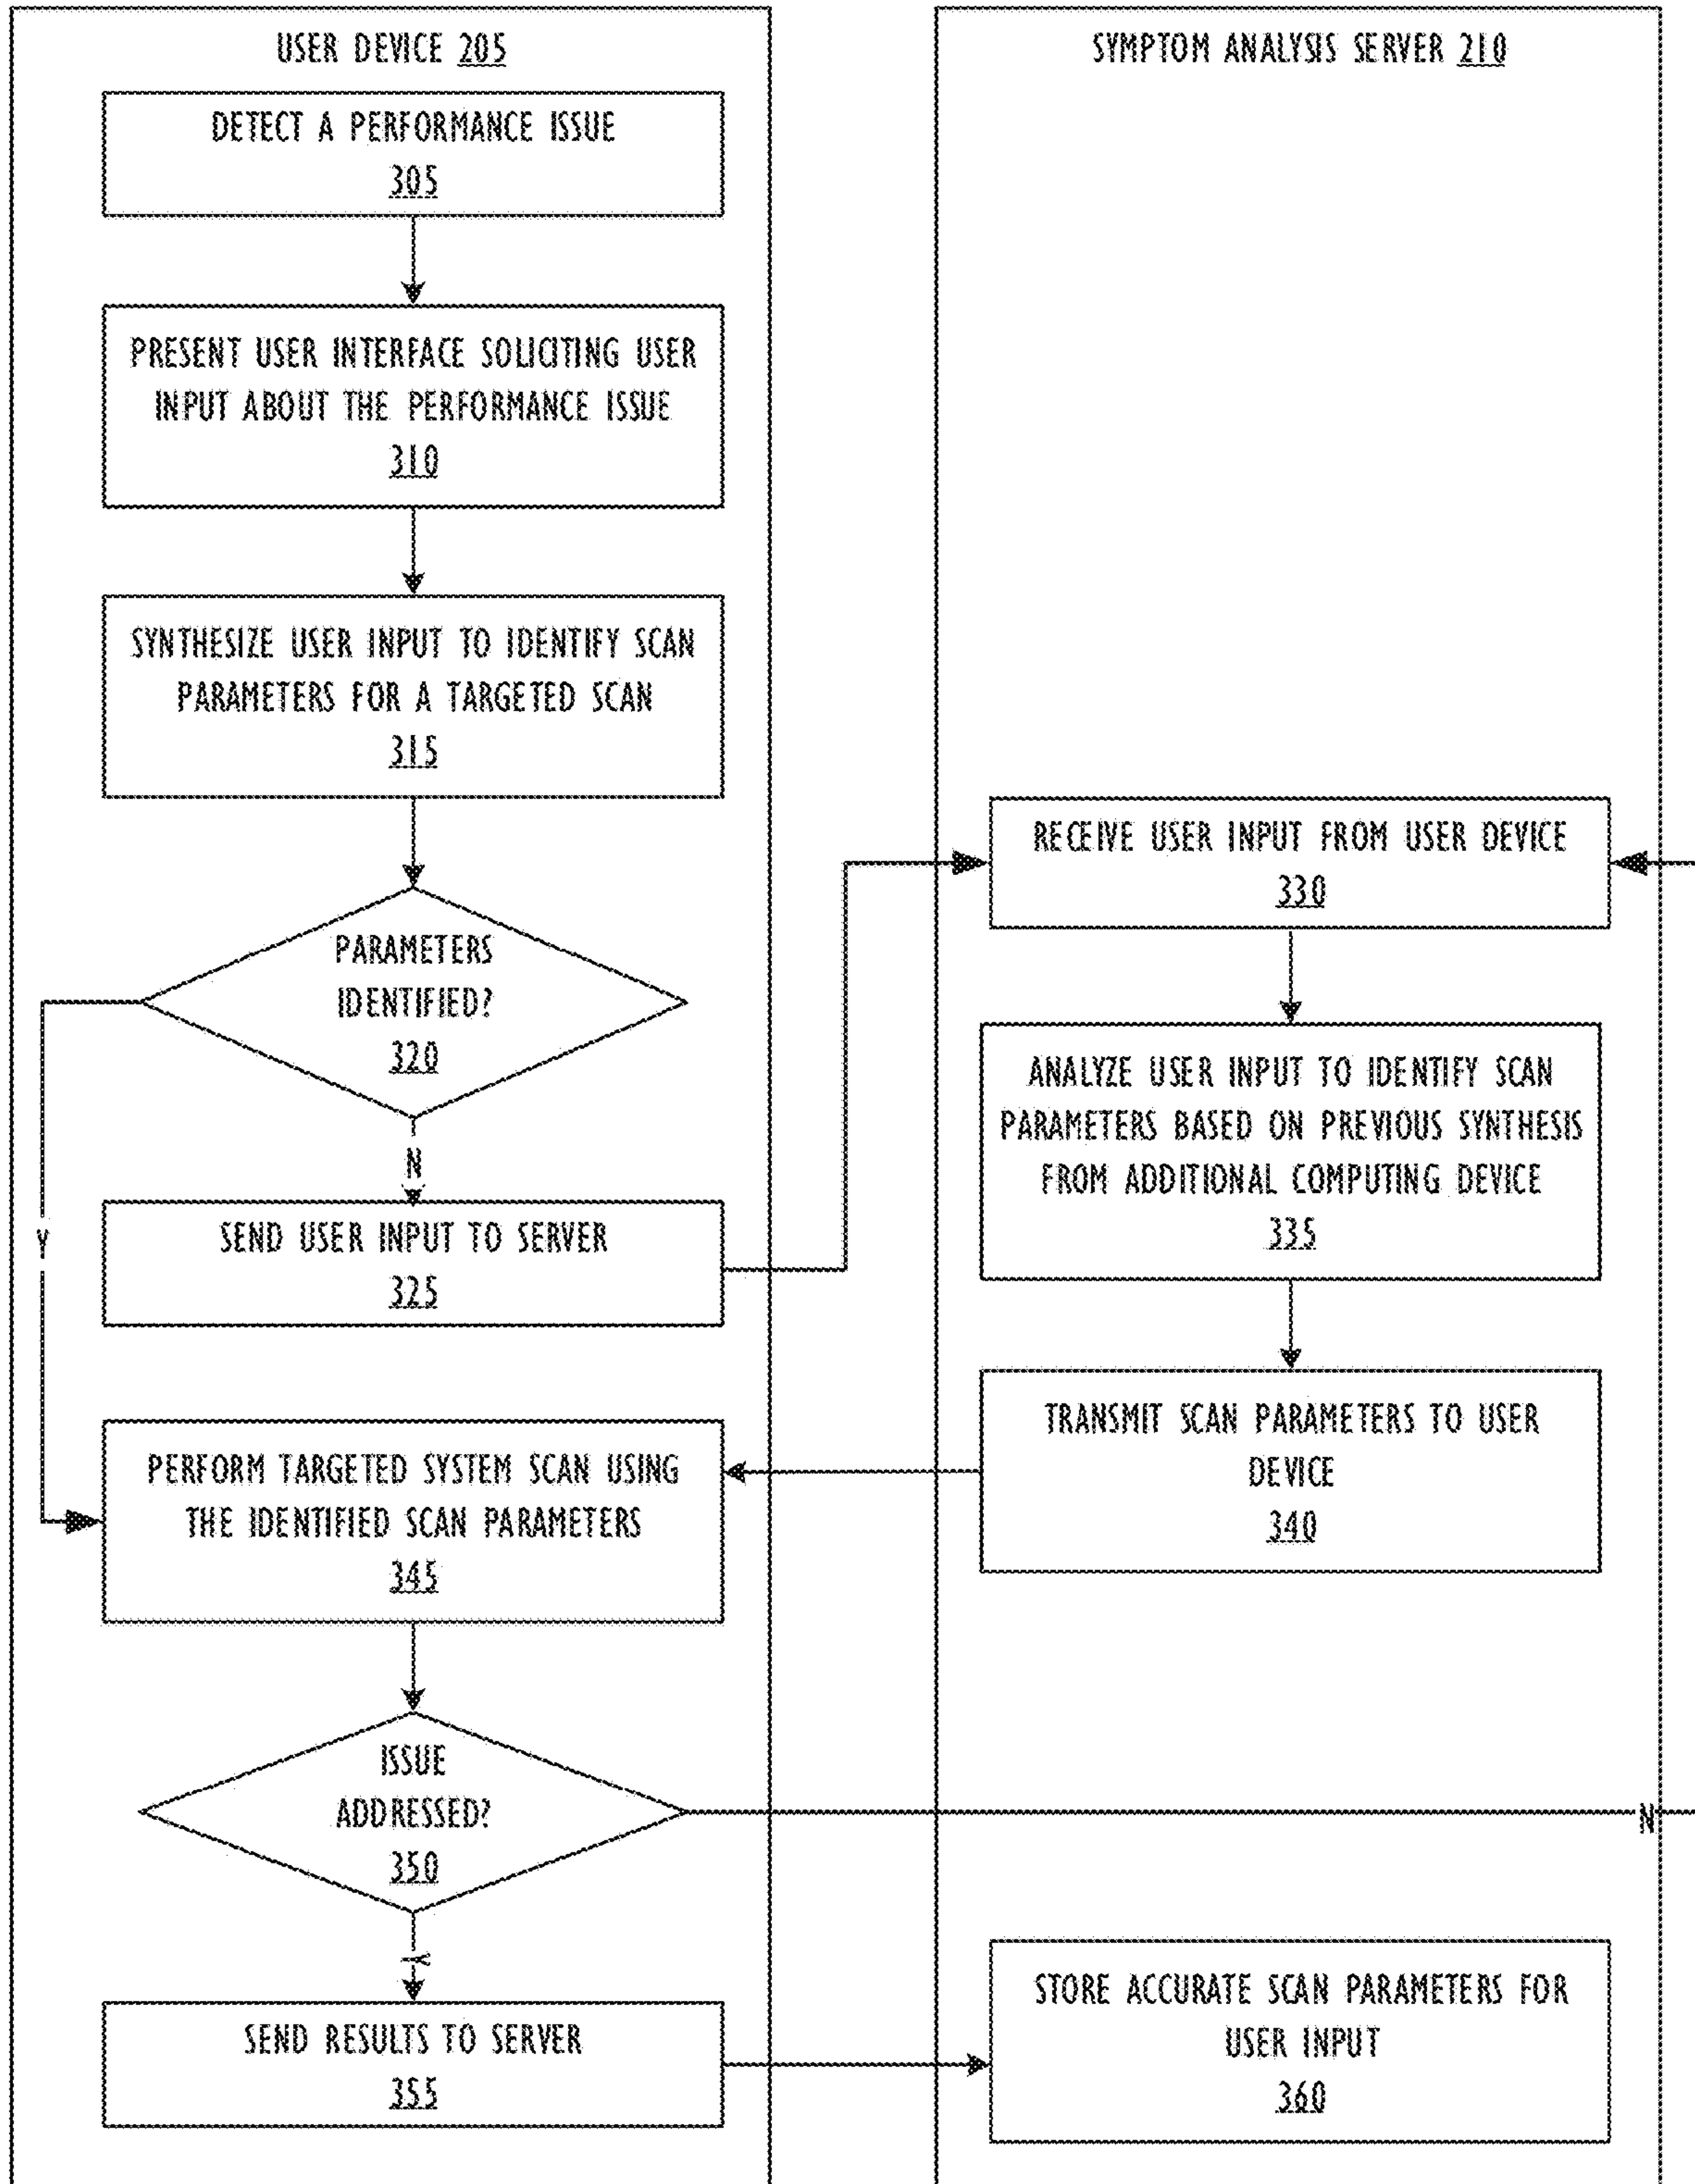 USER DEVICE 205
DETECT A PERFORMANCE ISSUE
305
PRESENT USER INTERFACE SOLICITING USER
INPUT ABOUT THE PERFORMANCE ISSUE
310
SYNTHESIZE USER INPUT TO IDENTIFY SCAN
PARAMETERS FOR A TARGETED SCAN
315
PARAMETERS
IDENTIFIED?
320
N
Y
SEND USER INPUT TO SERVER
325
PERFORM TARGETED SYSTEM SCAN USING
THE IDENTIFIED SCAN PARAMETERS
345
ISSUE
ADDRESSED?
350
N
Y
SEND RESULTS TO SERVER
355
SYMPTOM ANALYSIS SERVER 210
RECEIVE USER INPUT FROM USER DEVICE
330
ANALYZE USER INPUT TO IDENTIFY SCAN
PARAMETERS BASED ON PREVIOUS SYNTHESIS
FROM ADDITIONAL COMPUTING DEVICE
335
TRANSMIT SCAN PARAMETERS TO USER
DEVICE
340
STORE ACCURATE SCAN PARAMETERS FOR
USER INPUT
360